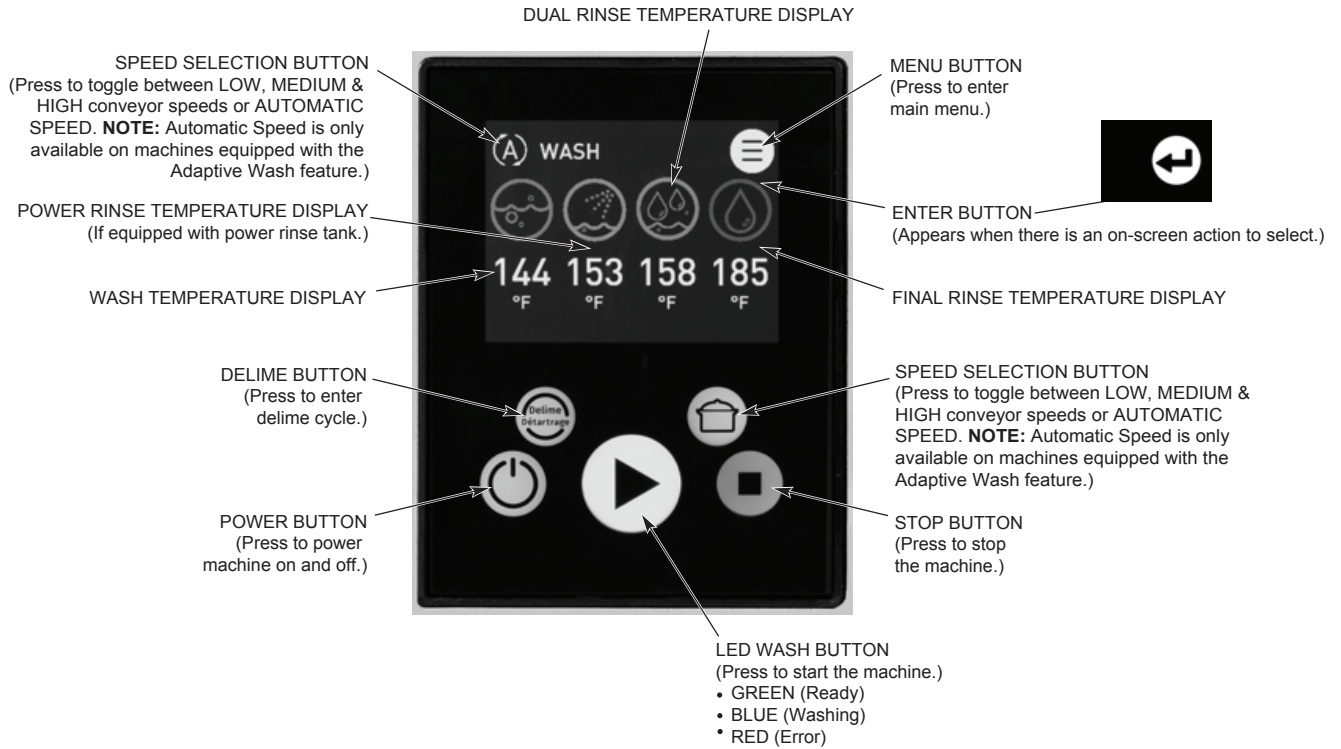 DUAL RINSE TEMPERATURE DISPLAY
SPEED SELECTION BUTTON
(Press to toggle between LOW, MEDIUM &
HIGH conveyor speeds or AUTOMATIC
SPEED. NOTE: Automatic Speed is only
available on machines equipped with the
Adaptive Wash feature.)
MENU BUTTON
(Press to enter
main menu.)
POWER RINSE TEMPERATURE DISPLAY
(If equipped with power rinse tank.)
ENTER BUTTON
(Appears when there is an on-screen action to select.)
WASH TEMPERATURE DISPLAY
FINAL RINSE TEMPERATURE DISPLAY
A WASH
144 153 158 185
°F °F °F °F
DELIME BUTTON
(Press to enter
delime cycle.)
Delime
Détartrage
SPEED SELECTION BUTTON
(Press to toggle between LOW, MEDIUM &
HIGH conveyor speeds or AUTOMATIC
SPEED. NOTE: Automatic Speed is only
available on machines equipped with the
Adaptive Wash feature.)
POWER BUTTON
(Press to power
machine on and off.)
STOP BUTTON
(Press to stop
the machine.)
LED WASH BUTTON
(Press to start the machine.)
• GREEN (Ready)
• BLUE (Washing)
• RED (Error)